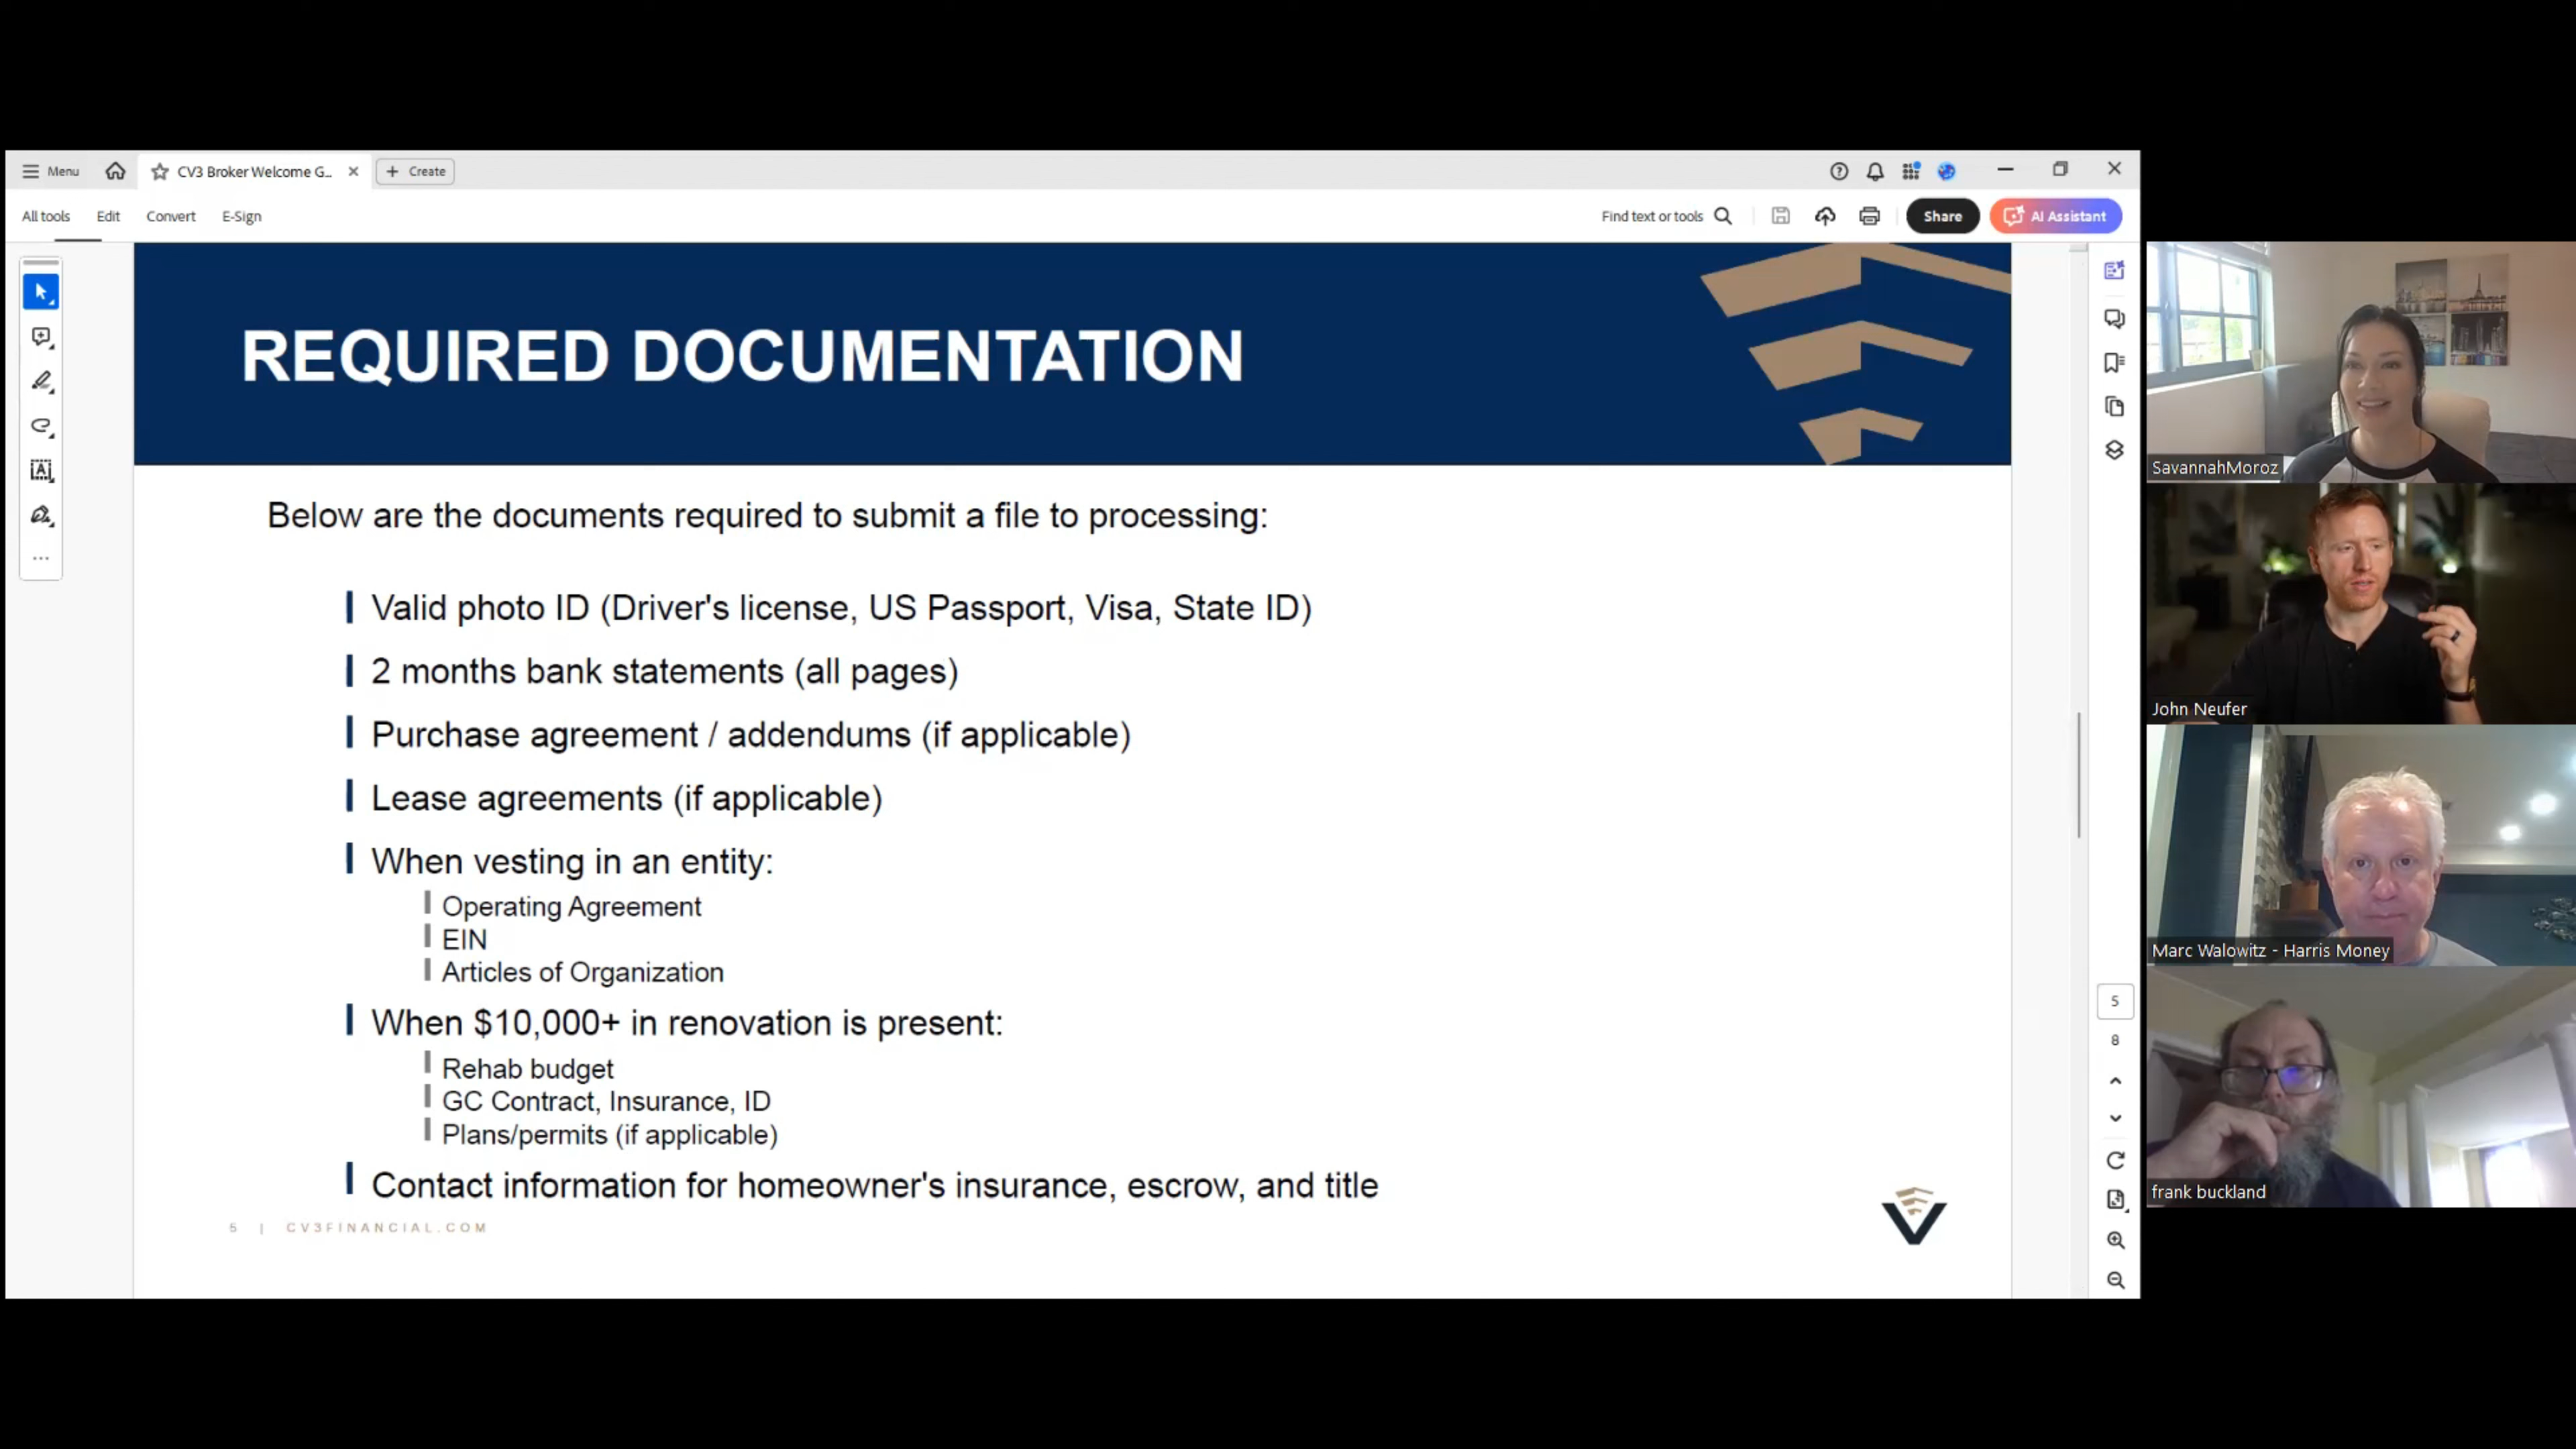 Menu
CV3 Broker Welcome G...
Create
All tools
Edit
Convert
E-Sign
Find text or tools
Share
AI Assistant
REQUIRED DOCUMENTATION
Below are the documents required to submit a file to processing:
Valid photo ID (Driver's license, US Passport, Visa, State ID)
2 months bank statements (all pages)
Purchase agreement / addendums (if applicable)
Lease agreements (if applicable)
When vesting in an entity:
Operating Agreement
EIN
Articles of Organization
When $10,000+ in renovation is present:
Rehab budget
GC Contract, Insurance, ID
Plans/permits (if applicable)
Contact information for homeowner's insurance, escrow, and title
5 | CV3FINANCIAL.COM
5
8
SavannahMoroz
John Neufer
Marc Walowitz - Harris Money
frank buckland